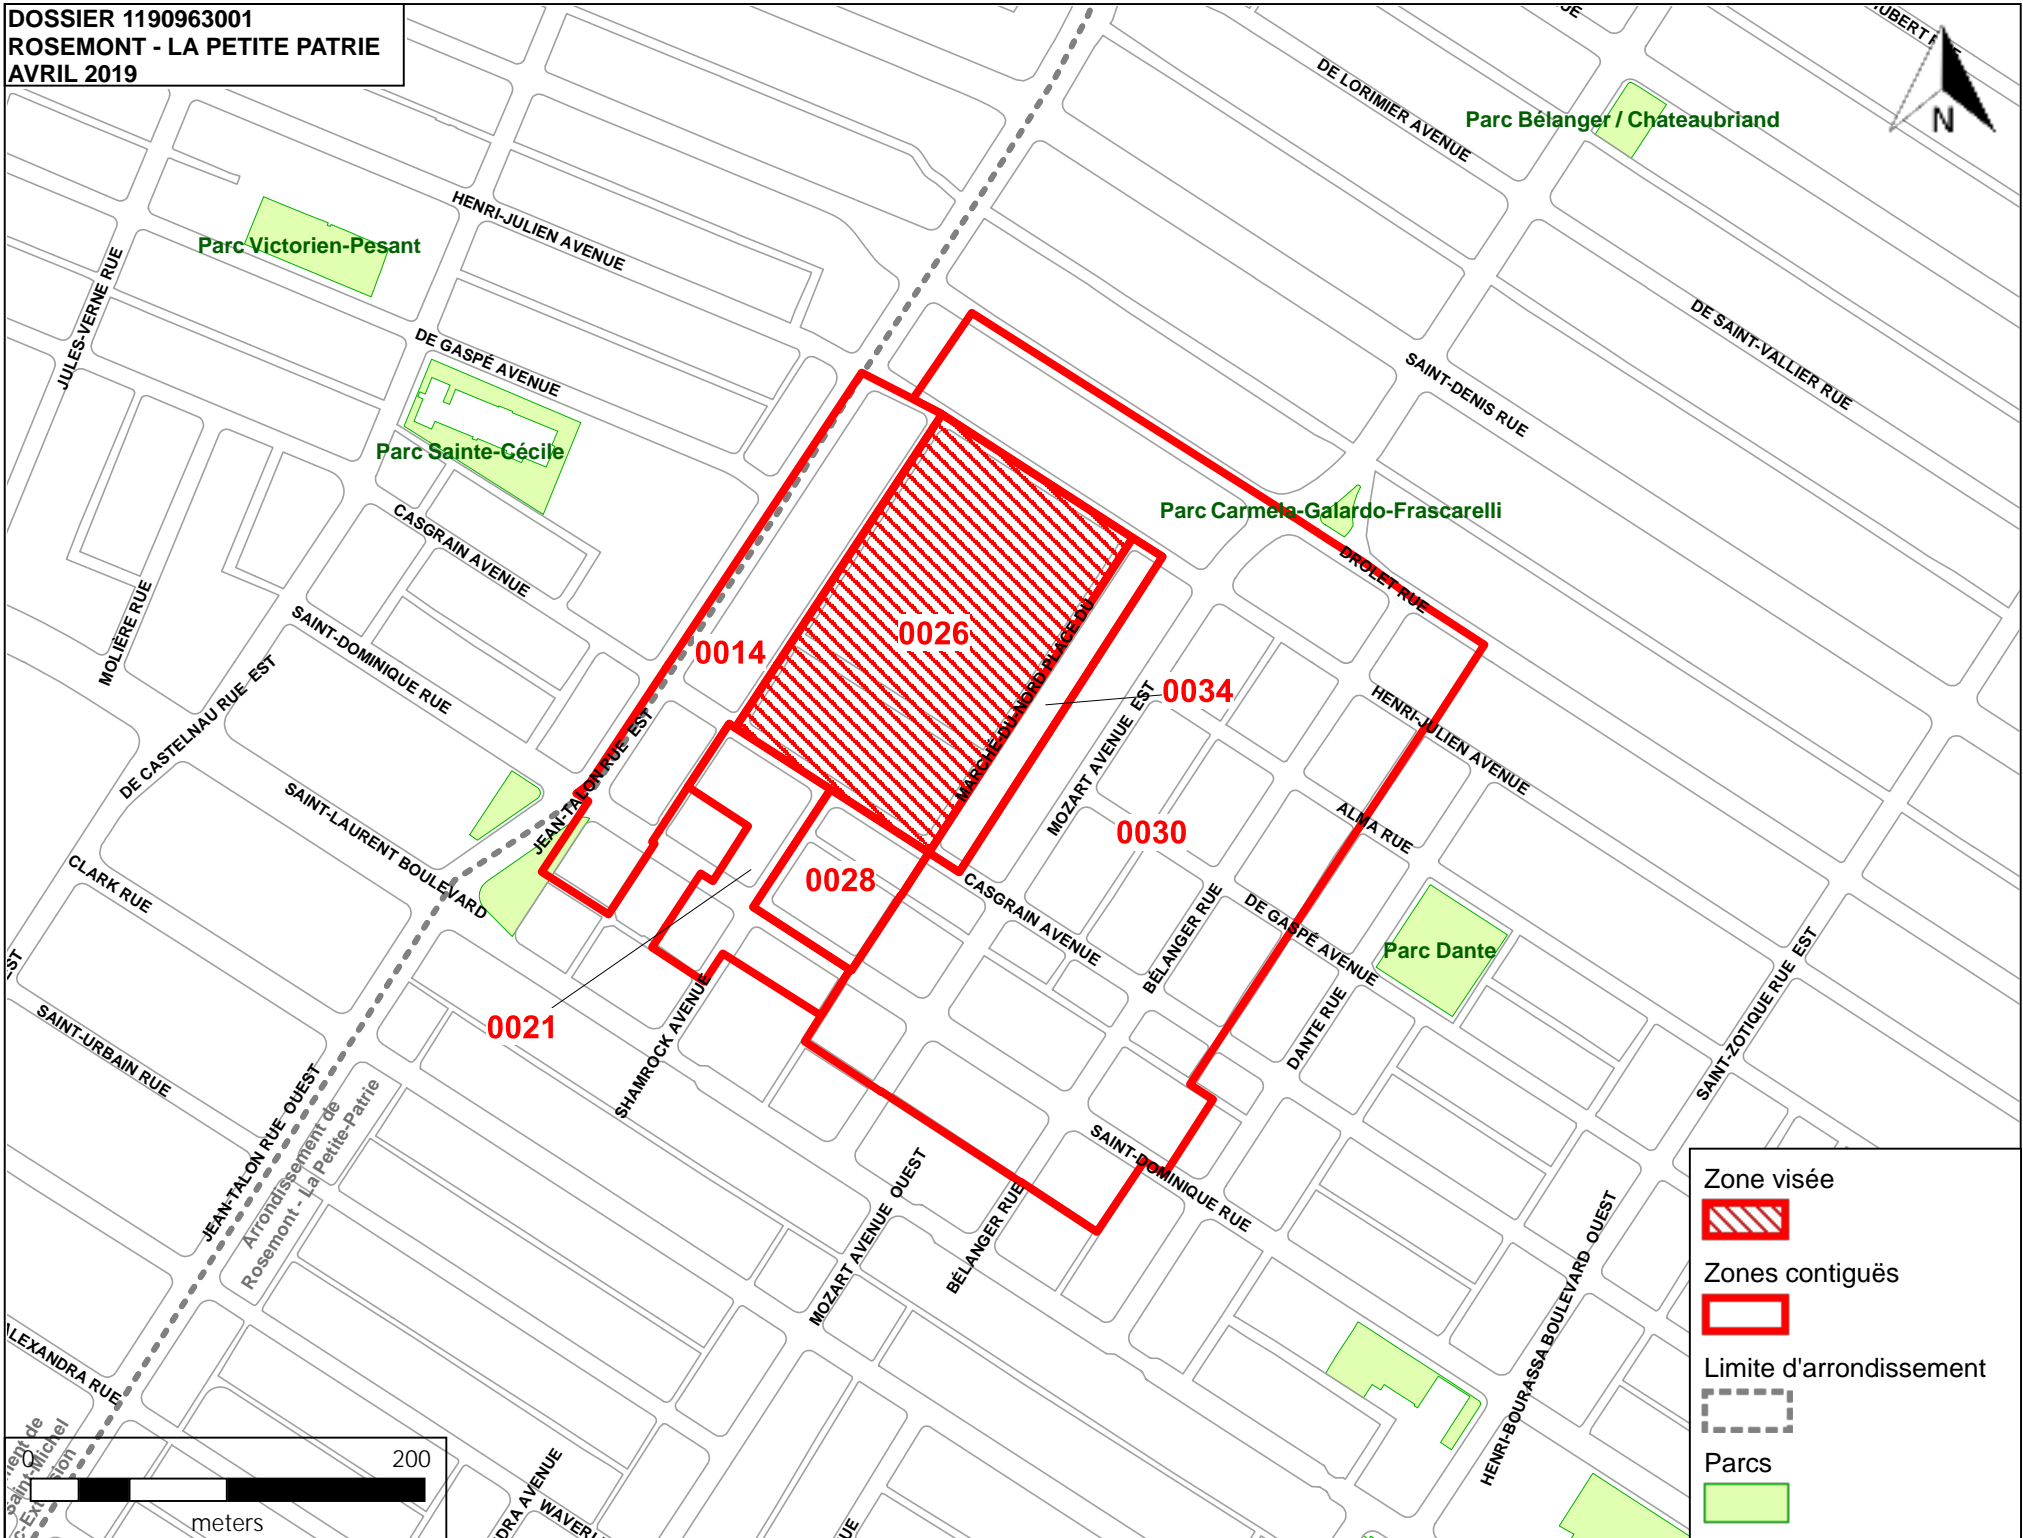 DOSSIER 1190963001
ROSEMONT - LA PETITE PATRIE
AVRIL 2019
N
DE LORIMIER AVENUE
Parc Bélanger / Chateaubriand
HENRI-JULIEN AVENUE
Parc Victorien-Pesant
JULES-VERNE RUE
DE GASPÉ AVENUE
DE SAINT-VALLIER RUE
SAINT-DENIS RUE
Parc Sainte-Cécile
CASGRAIN AVENUE
Parc Carmela-Galardo-Frascarelli
DROLET RUE
MOLIÈRE RUE
SAINT-DOMINIQUE RUE
0026
0014
MARCHÉ-DU-NORD PLACE DU
0034
DE CASTELNAU RUE EST
JEAN-TALON RUE EST
MOZART AVENUE EST
HENRI-JULIEN AVENUE
SAINT-LAURENT BOULEVARD
0030
ALMA RUE
CLARK RUE
0028
CASGRAIN AVENUE
BÉLANGER RUE
DE GASPÉ AVENUE
Parc Dante
EST
0021
SAINT-URBAIN RUE
SHAMROCK AVENUE
DANTE RUE
SAINT-ZOTIQUE RUE EST
JEAN-TALON RUE OUEST
Arrondissement de
Rosemont - La Petite-Patrie
SAINT-DOMINIQUE RUE
MOZART AVENUE OUEST
BÉLANGER RUE
HENRI-BOURASSA BOULEVARD OUEST
ALEXANDRA RUE
Zone visée
Zones contiguës
Limite d'arrondissement
Parcs
0 200
meters